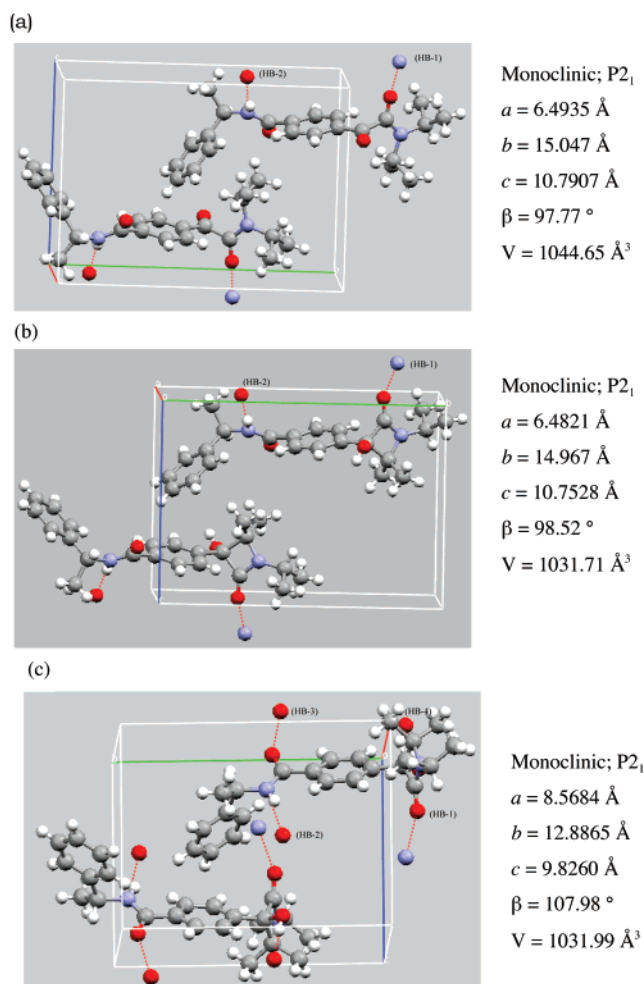 (a)
(HB-1)
(HB-2)
Monoclinic; P2₁
a = 6.4935 Å
b = 15.047 Å
c = 10.7907 Å
β = 97.77 °
V = 1044.65 Å³
(b)
(HB-1)
(HB-2)
Monoclinic; P2₁
a = 6.4821 Å
b = 14.967 Å
c = 10.7528 Å
β = 98.52 °
V = 1031.71 Å³
(c)
(HB-3)
(HB-4)
(HB-1)
(HB-2)
Monoclinic; P2₁
a = 8.5684 Å
b = 12.8865 Å
c = 9.8260 Å
β = 107.98 °
V = 1031.99 Å³